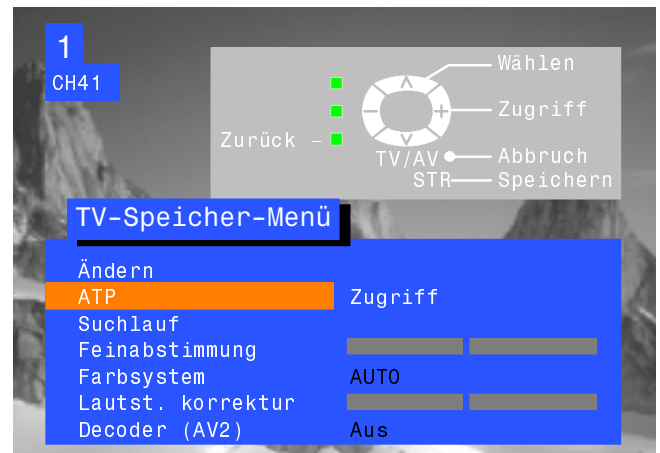 1
CH41
Wählen
Zugriff
Zurück –
TV/AV Abbruch
STR Speichern
TV-Speicher-Menü
Ändern
ATP Zugriff
Suchlauf
Feinabstimmung
Farbsystem AUTO
Lautst. korrektur
Decoder (AV2) Aus